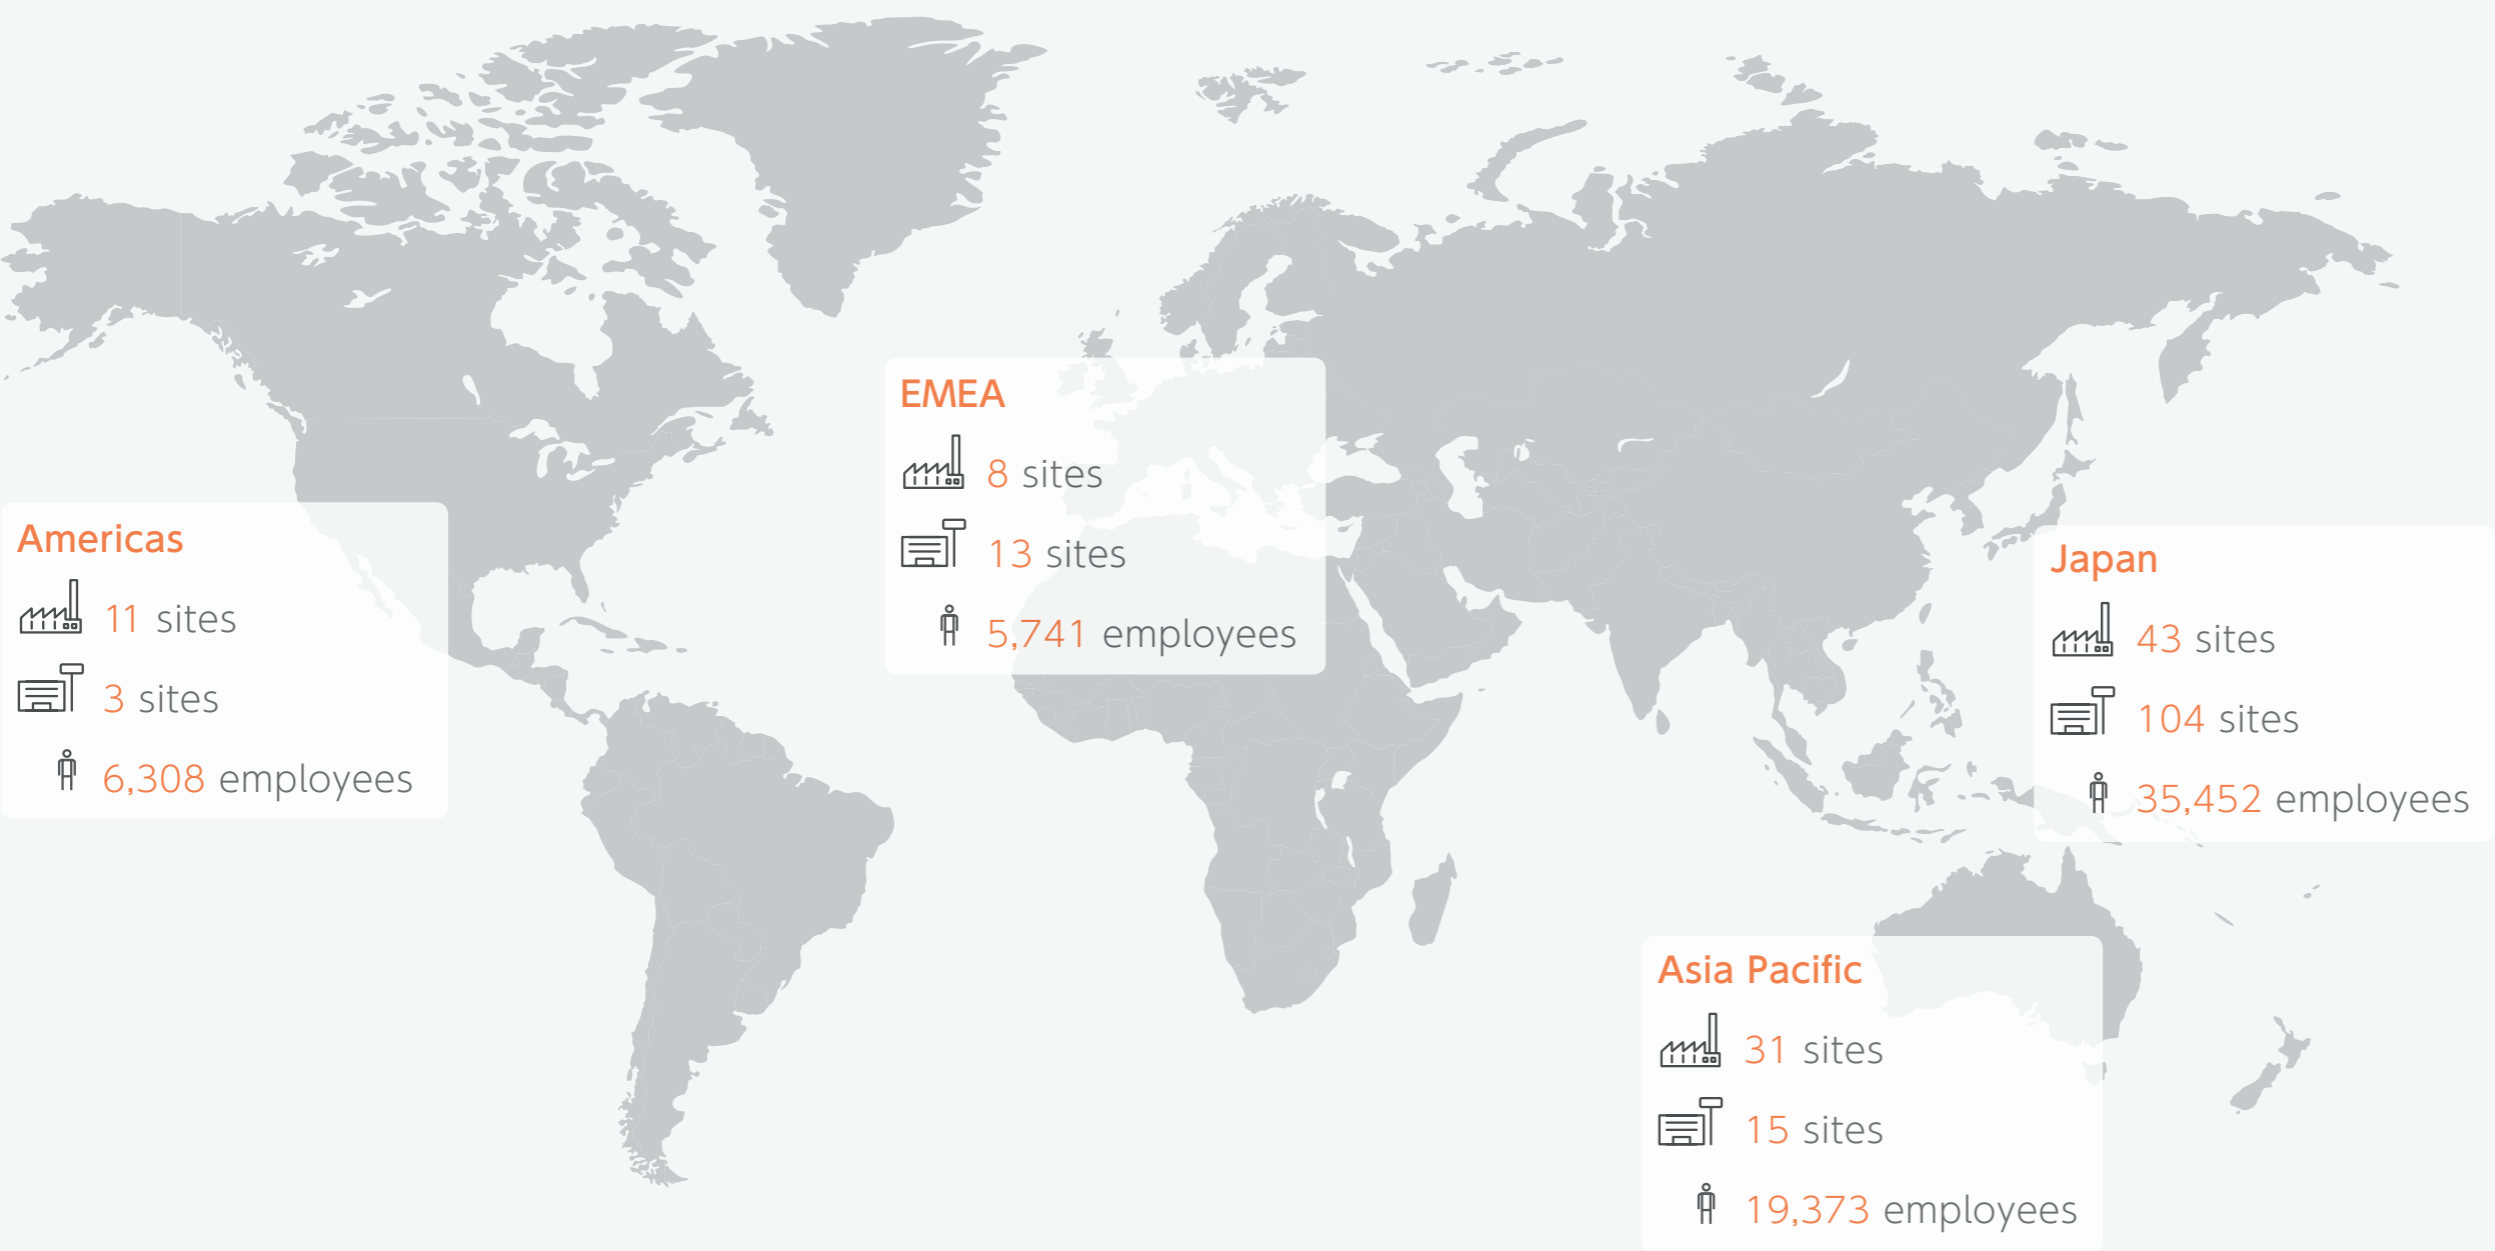 EMEA
8 sites
13 sites
5,741 employees
Americas
11 sites
3 sites
6,308 employees
Japan
43 sites
104 sites
35,452 employees
Asia Pacific
31 sites
15 sites
19,373 employees